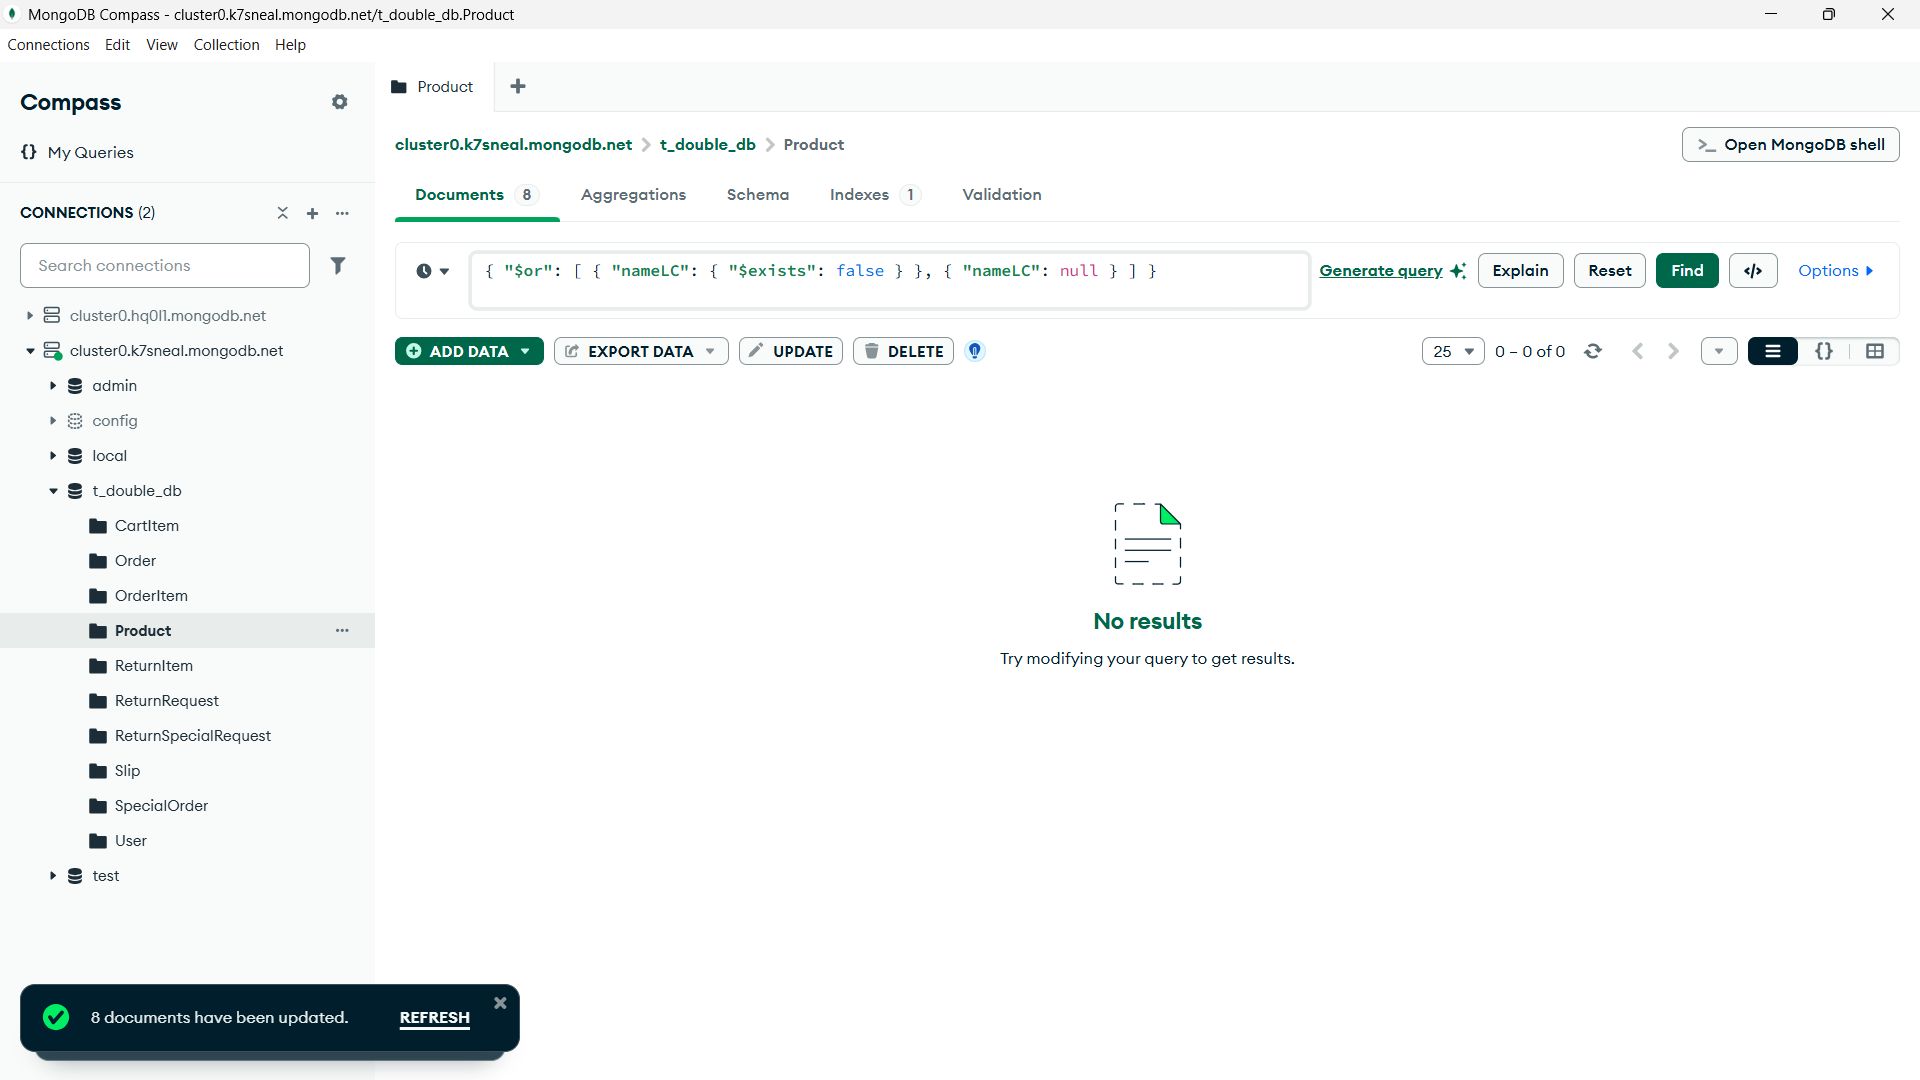 MongoDB Compass - cluster0.k7sneal.mongodb.net/t_double_db.Product
Connections Edit View Collection Help
Compass
My Queries
CONNECTIONS (2)
Search connections
cluster0.hq0l1.mongodb.net
cluster0.k7sneal.mongodb.net
admin
config
local
t_double_db
CartItem
Order
OrderItem
Product
ReturnItem
ReturnRequest
ReturnSpecialRequest
Slip
SpecialOrder
User
test
Product
cluster0.k7sneal.mongodb.net t_double_db Product
>_ Open MongoDB shell
Documents 8 Aggregations Schema Indexes 1 Validation
{ "$or": [ { "nameLC": { "$exists": false } }, { "nameLC": null } ] }
Generate query Explain Reset Find </> Options
ADD DATA EXPORT DATA UPDATE DELETE
25 0 – 0 of 0
No results
Try modifying your query to get results.
8 documents have been updated. REFRESH